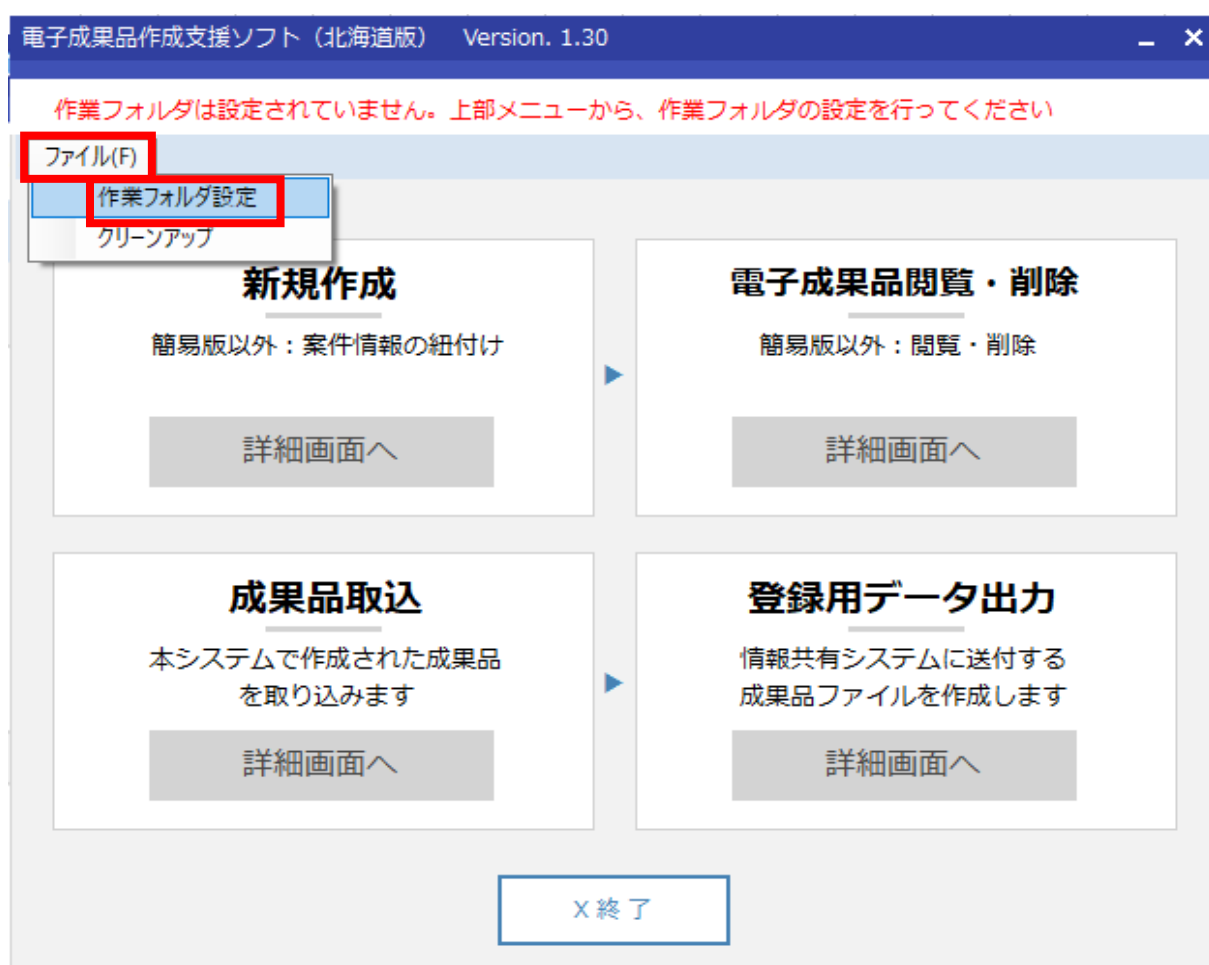 電子成果品作成支援ソフト（北海道版） Version. 1.30
作業フォルダは設定されていません。上部メニューから、作業フォルダの設定を行ってください
ファイル(F)
作業フォルダ設定
クリーンアップ
新規作成
簡易版以外：案件情報の紐付け
詳細画面へ
電子成果品閲覧・削除
簡易版以外：閲覧・削除
詳細画面へ
成果品取込
本システムで作成された成果品
を取り込みます
詳細画面へ
登録用データ出力
情報共有システムに送付する
成果品ファイルを作成します
詳細画面へ
X 終 了